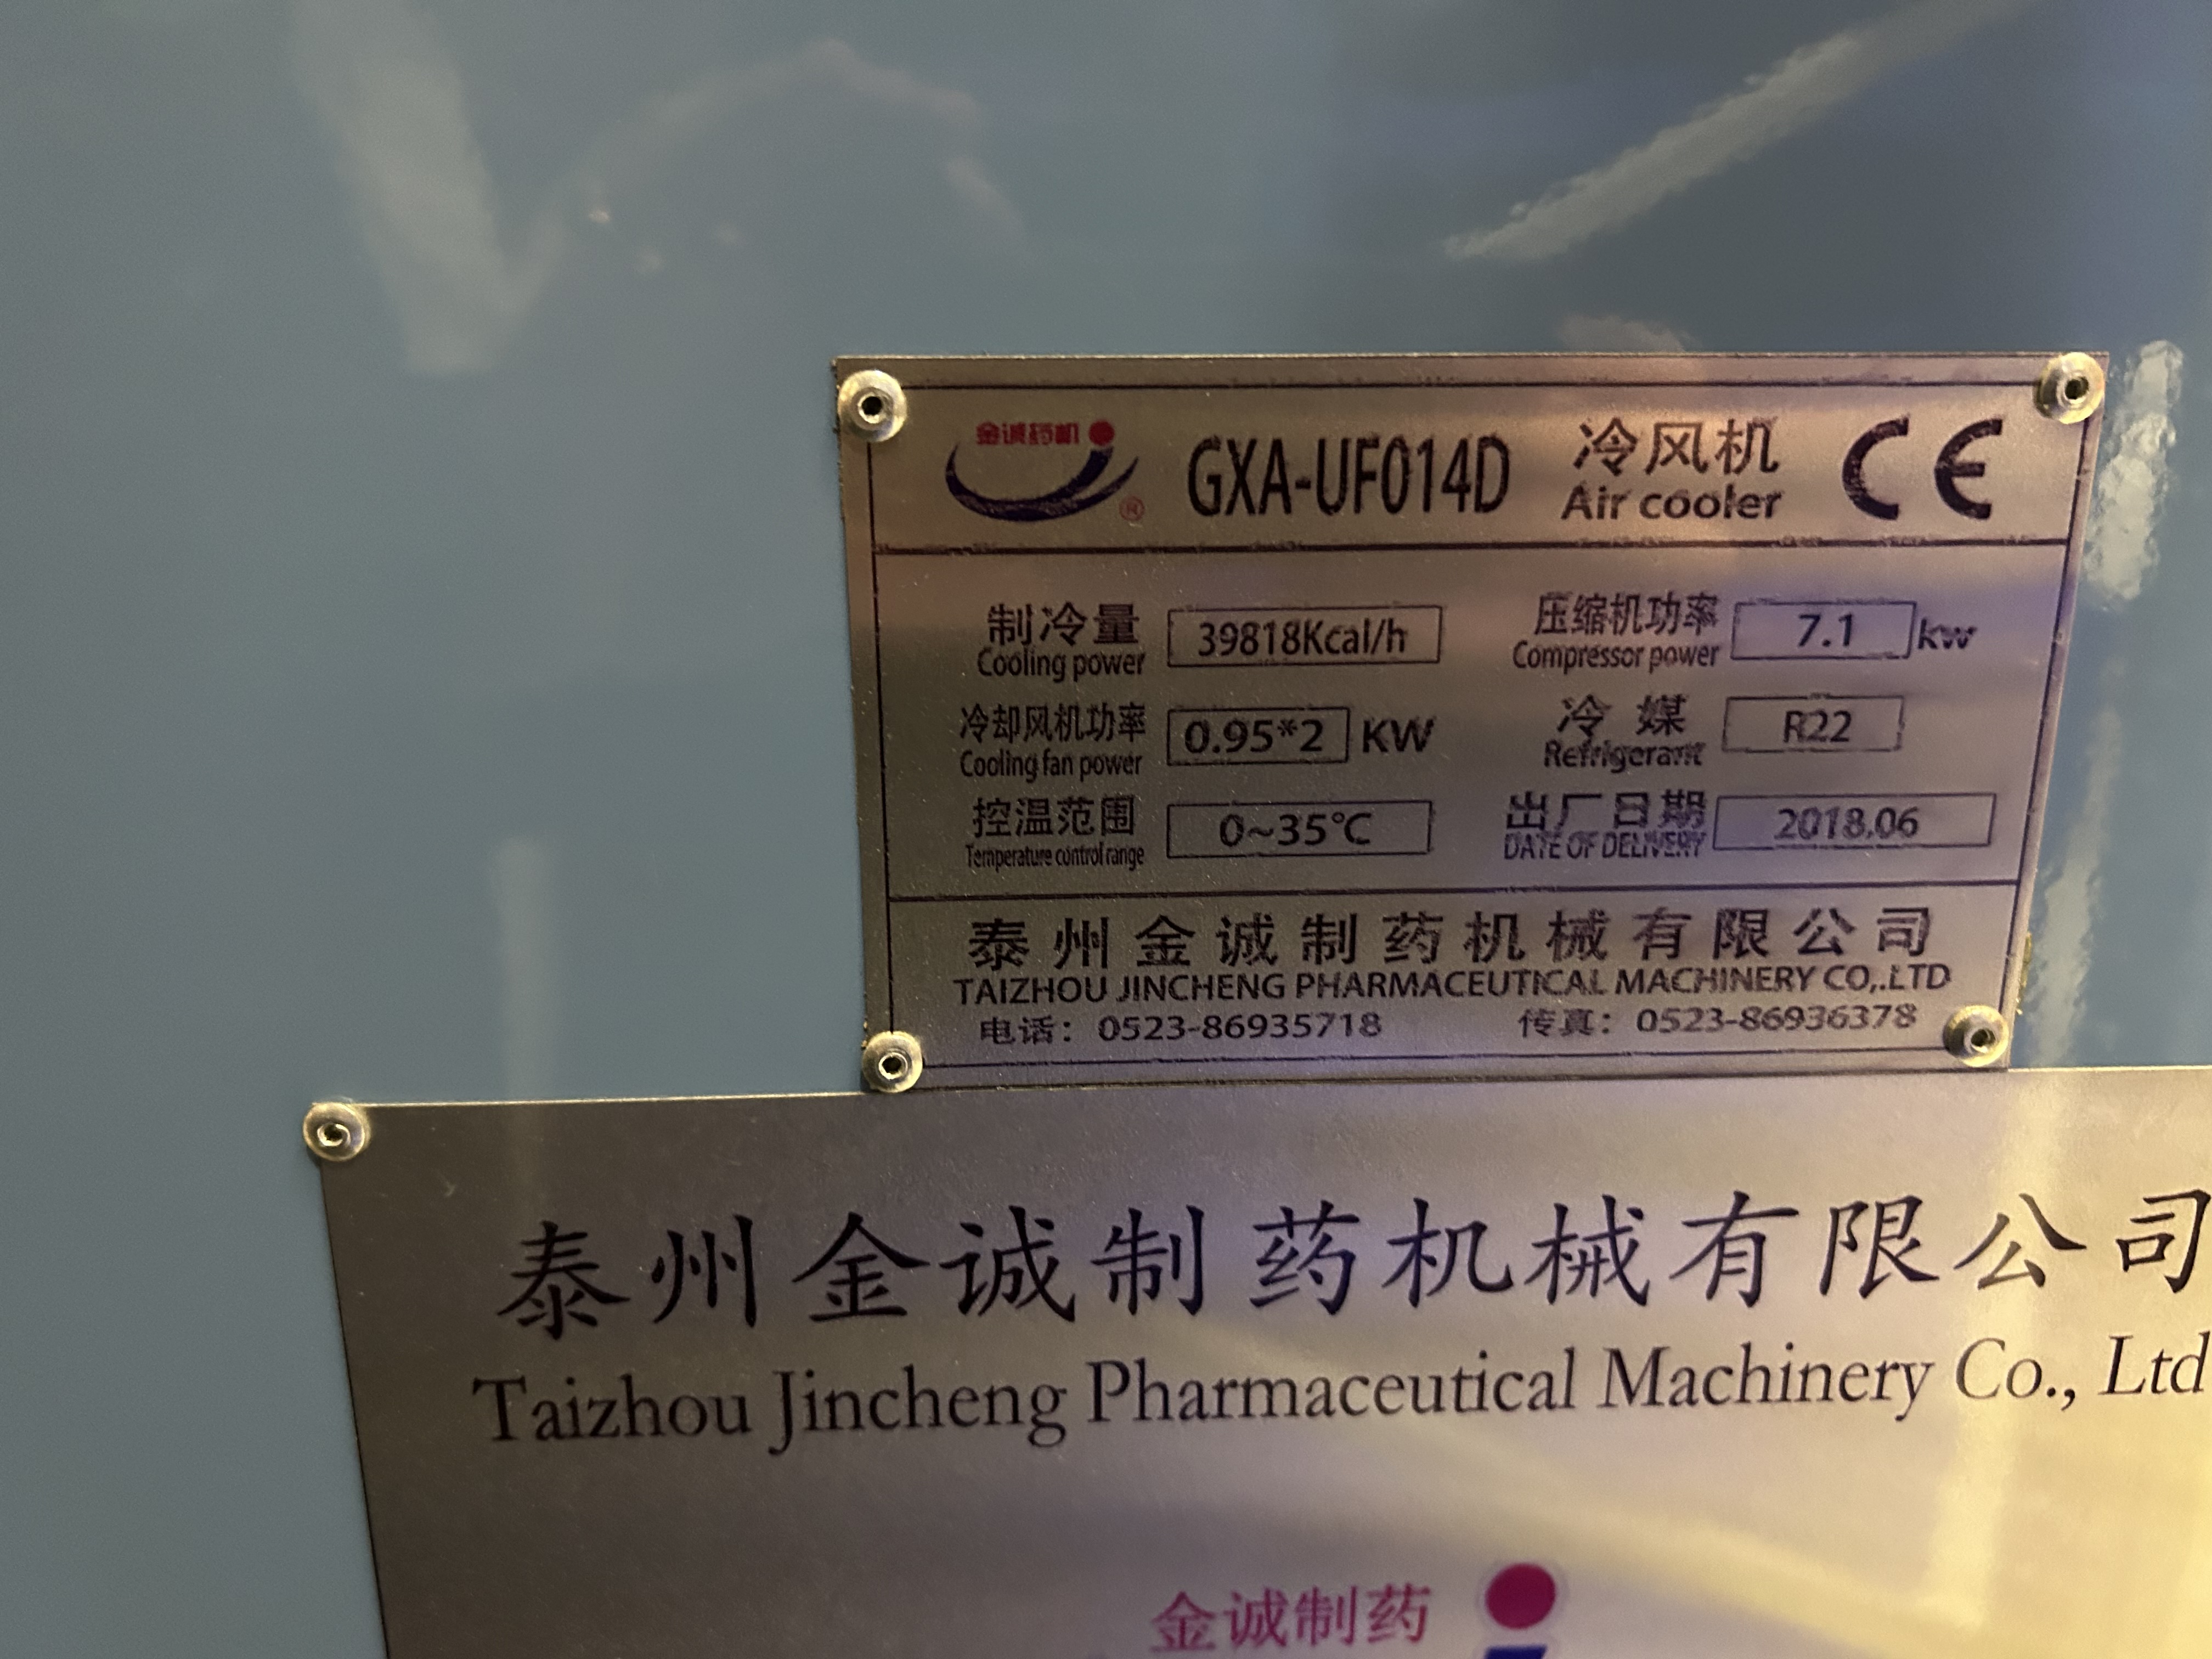 金诚药机
®
GXA-UF014D 冷风机 CE
Air cooler
制冷量 39818Kcal/h 压缩机功率 7.1 kw
Cooling power Compressor power
冷却风机功率 0.95*2 KW 冷 媒 R22
Cooling fan power Refrigerant
控温范围 0~35℃ 出厂日期 2018.06
Temperature control range DATE OF DELIVERY
泰州金诚制药机械有限公司
TAIZHOU JINCHENG PHARMACEUTICAL MACHINERY CO,.LTD
电话：0523-86935718 传真：0523-86936378
泰州金诚制药机械有限公司
Taizhou Jincheng Pharmaceutical Machinery Co., Ltd
金诚制药